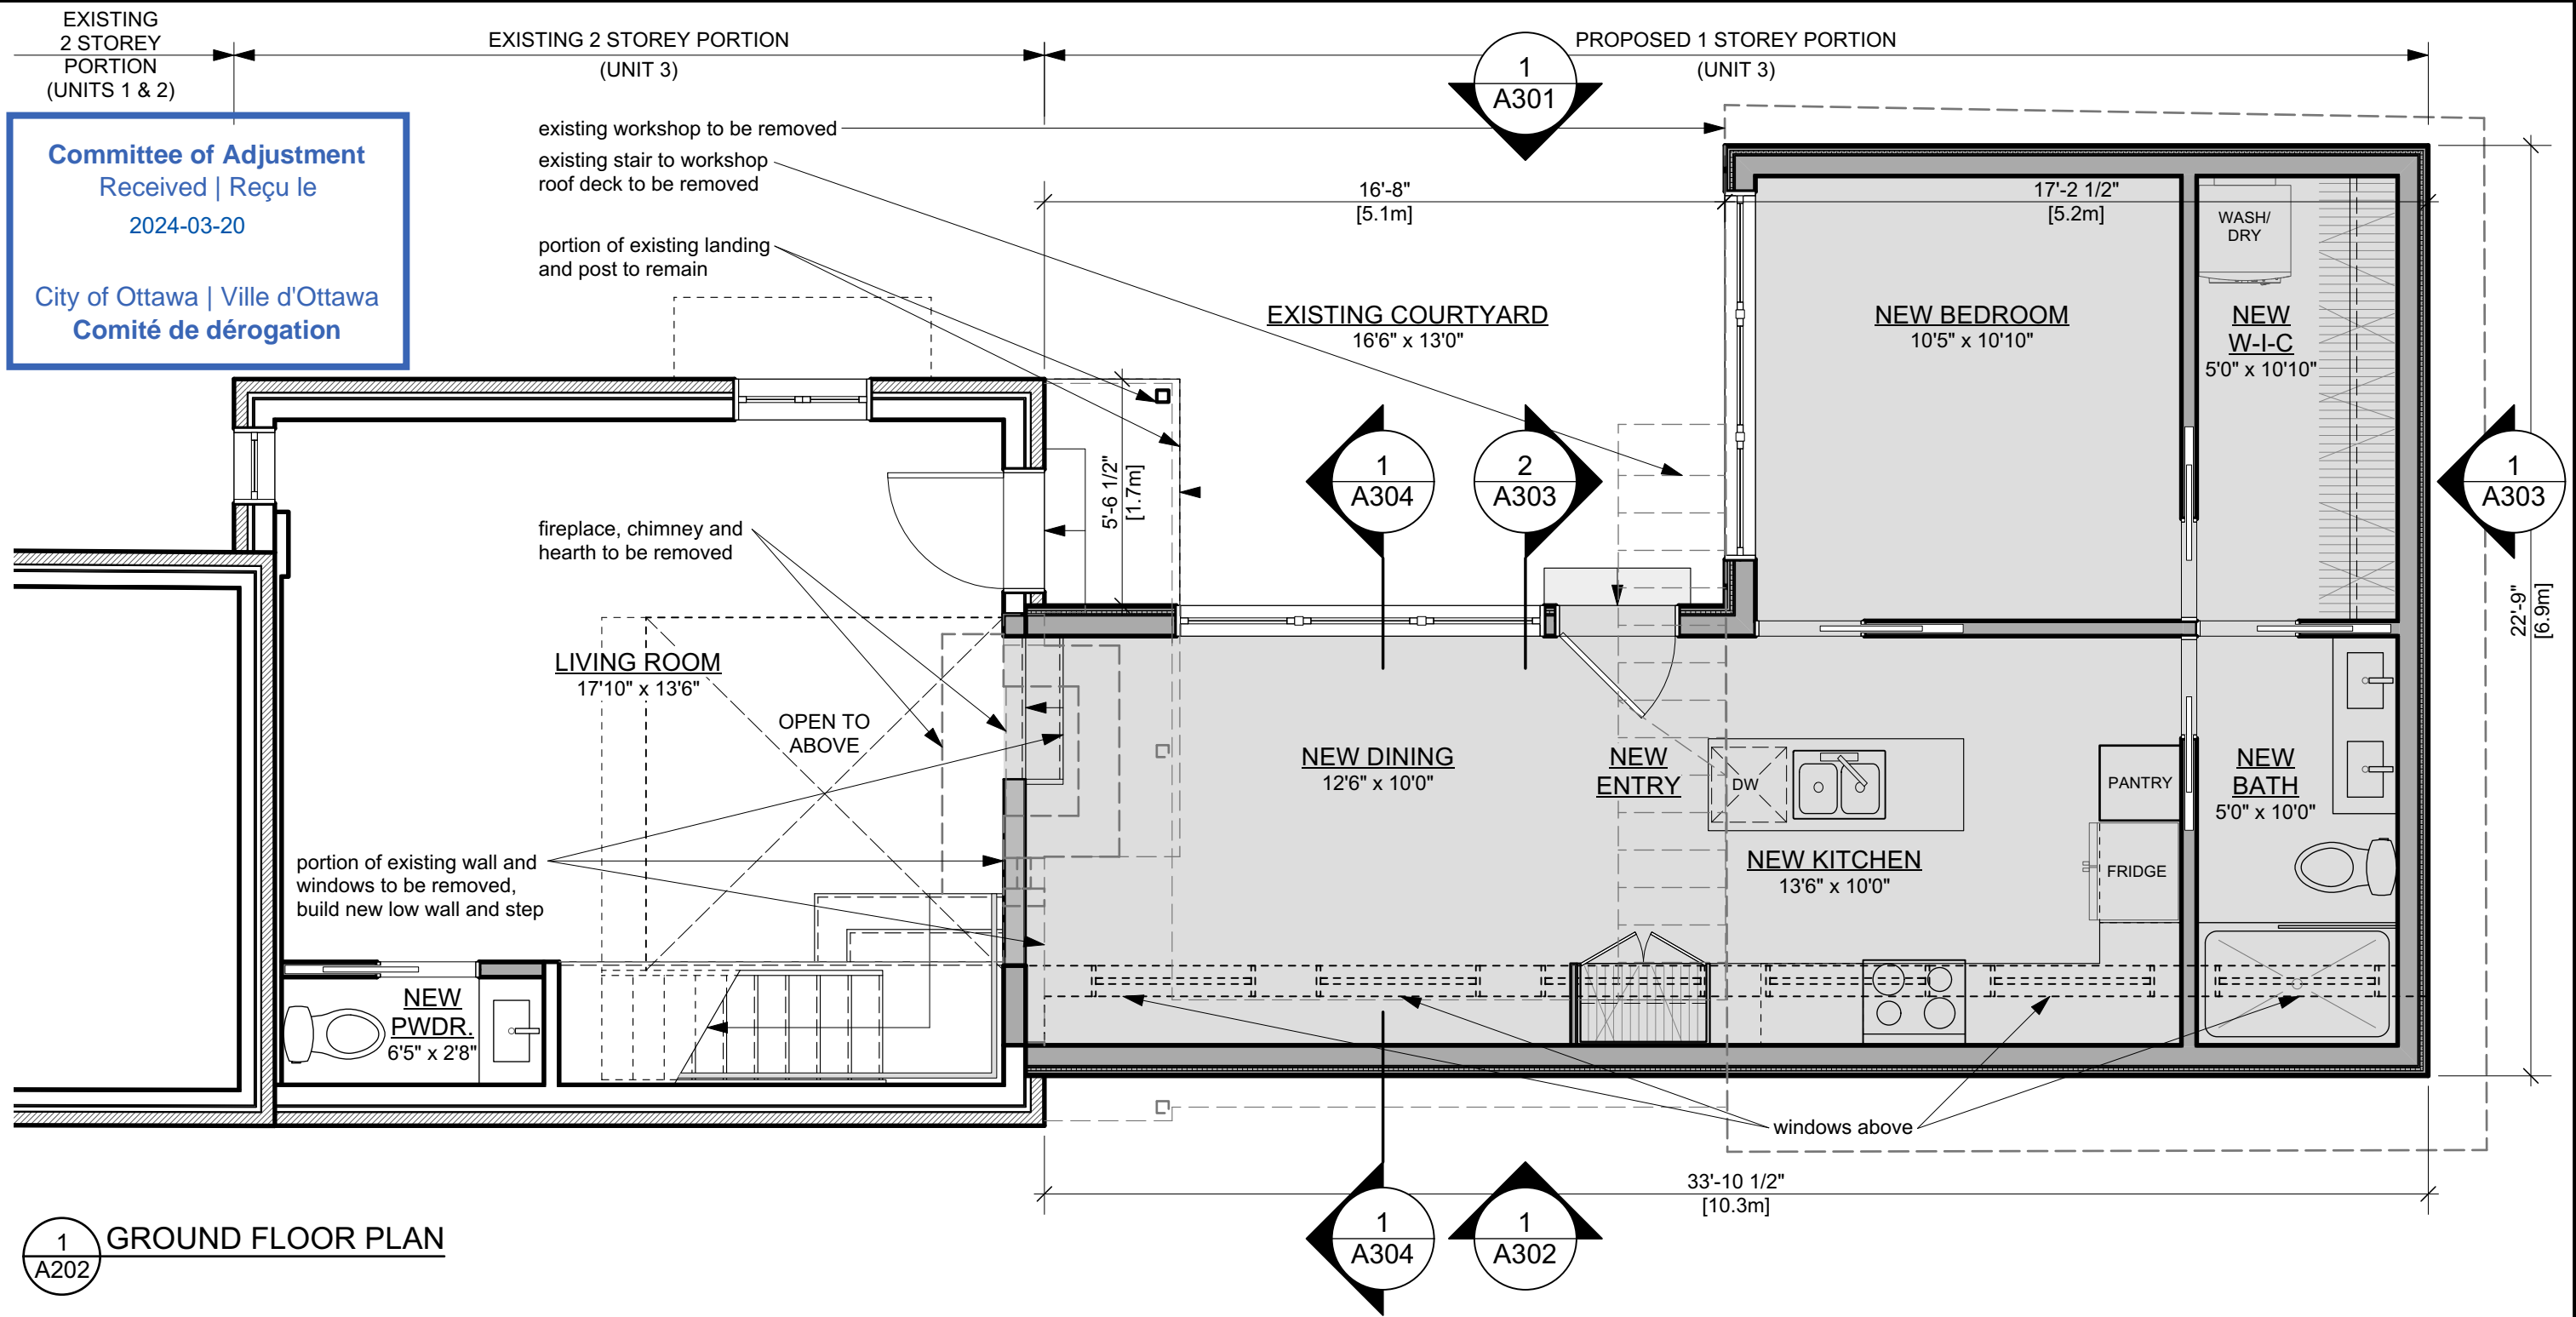 EXISTING
2 STOREY
PORTION
(UNITS 1 & 2)
EXISTING 2 STOREY PORTION
(UNIT 3)
PROPOSED 1 STOREY PORTION
(UNIT 3)
1
A301
Committee of Adjustment
Received | Reçu le
2024-03-20
City of Ottawa | Ville d'Ottawa
Comité de dérogation
existing workshop to be removed
existing stair to workshop
roof deck to be removed
portion of existing landing
and post to remain
16'-8"
[5.1m]
17'-2 1/2"
[5.2m]
WASH/
DRY
EXISTING COURTYARD
16'6" x 13'0"
NEW BEDROOM
10'5" x 10'10"
NEW
W-I-C
5'0" x 10'10"
5'-6 1/2"
[1.7m]
1
A304
2
A303
1
A303
fireplace, chimney and
hearth to be removed
22'-9"
[6.9m]
LIVING ROOM
17'10" x 13'6"
OPEN TO
ABOVE
NEW DINING
12'6" x 10'0"
NEW
ENTRY
DW
PANTRY
NEW
BATH
5'0" x 10'0"
NEW KITCHEN
13'6" x 10'0"
FRIDGE
portion of existing wall and
windows to be removed,
build new low wall and step
NEW
PWDR.
6'5" x 2'8"
windows above
33'-10 1/2"
[10.3m]
1
A304
1
A302
1
A202
GROUND FLOOR PLAN